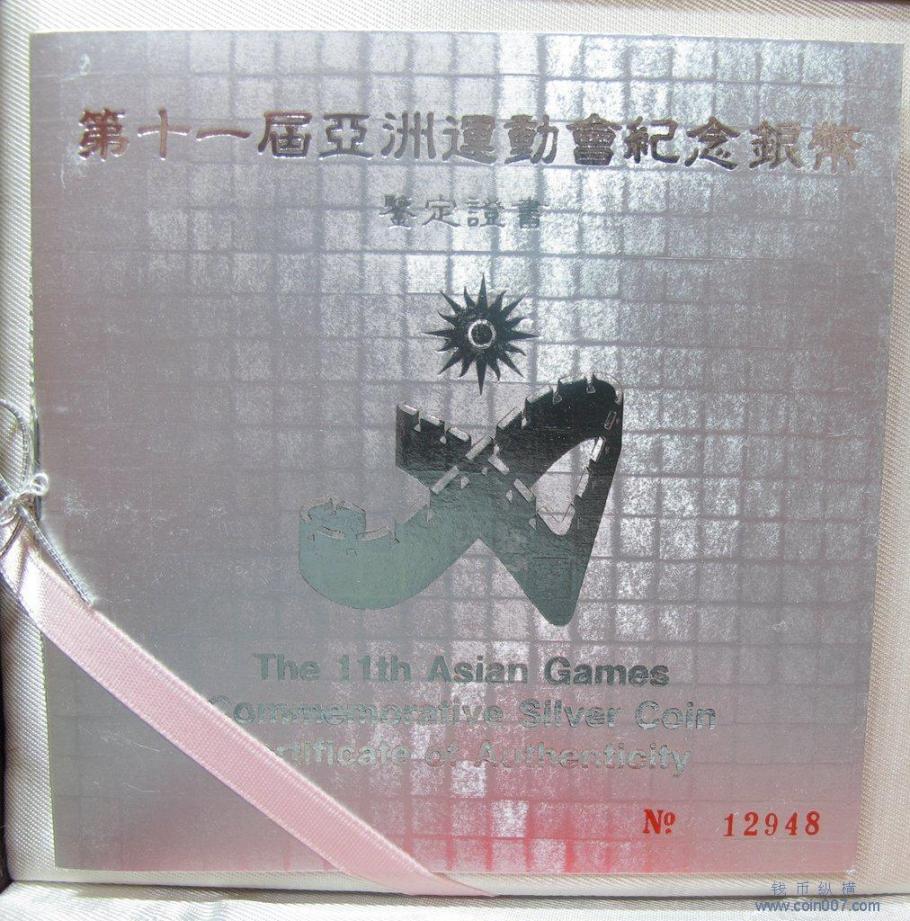 第十一屆亞洲運動會紀念銀幣
鑒定證書
The 11th Asian Games
Commemorative Silver Coin
rtificate of Authenticity
№ 12948
钱币纵横
www.coin007.com